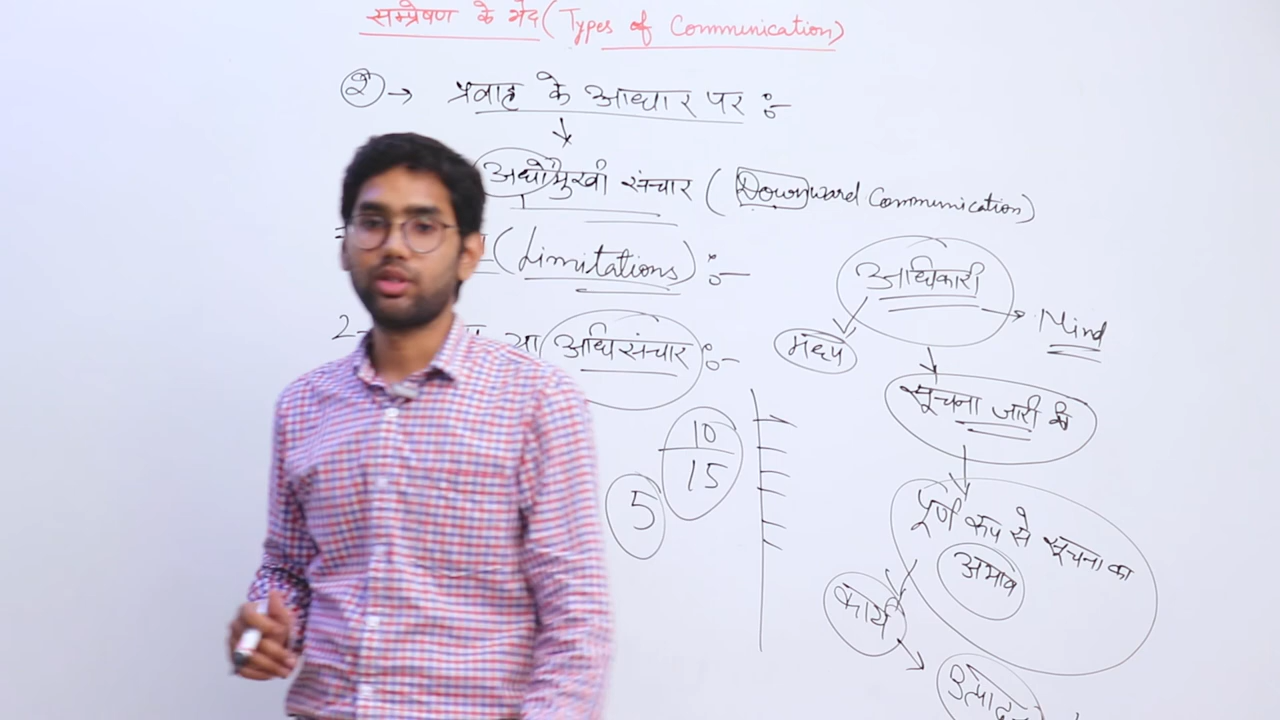 सम्प्रेषण के भेद (Types of Communication)
२ → प्रवाह के आधार पर :-
अधोमुखी संचार (Downward Communication)
(Limitations) :-
2-
या अधिसंचार :-
10
15
5
अधिकारी
→ Mind
मध्य
सूचना जारी की
पूर्ण रूप से सूचना का
अभाव
कार्य